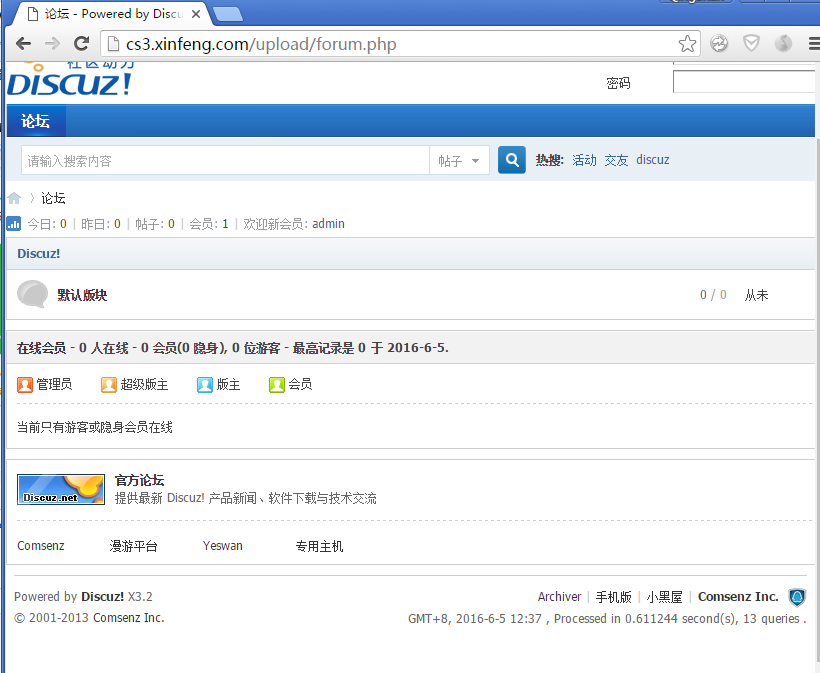 论坛 - Powered by Discu
cs3.xinfeng.com/upload/forum.php
社区动力
DISCUZ!
密码
论坛
请输入搜索内容 帖子 热搜: 活动 交友 discuz
论坛
今日: 0 | 昨日: 0 | 帖子: 0 | 会员: 1 | 欢迎新会员: admin
Discuz!
默认版块 0 / 0 从未
在线会员 - 0 人在线 - 0 会员(0 隐身), 0 位游客 - 最高记录是 0 于 2016-6-5.
管理员 超级版主 版主 会员
当前只有游客或隐身会员在线
Discuz.net 官方论坛
提供最新 Discuz! 产品新闻、软件下载与技术交流
Comsenz 漫游平台 Yeswan 专用主机
Powered by Discuz! X3.2 Archiver | 手机版 | 小黑屋 | Comsenz Inc.
© 2001-2013 Comsenz Inc. GMT+8, 2016-6-5 12:37 , Processed in 0.611244 second(s), 13 queries .